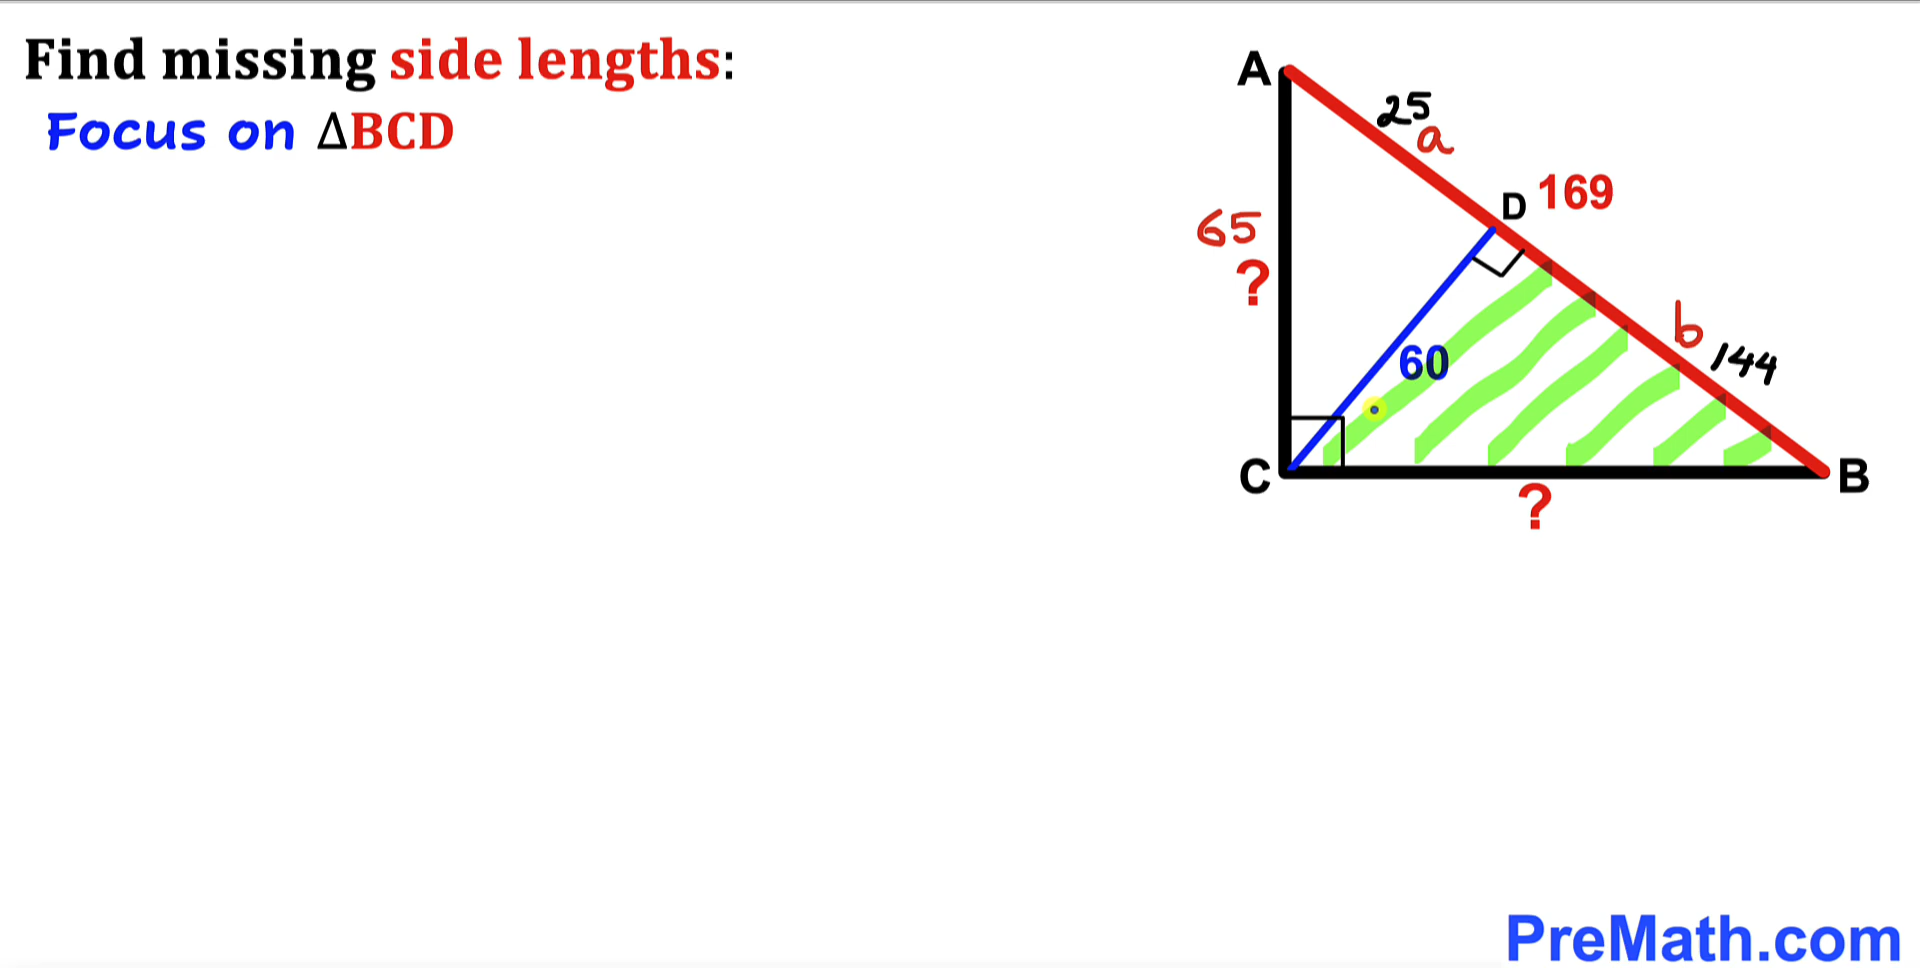 Find missing side lengths:
Focus on ΔBCD
A
25
a
D 169
65
?
b
144
60
C
B
?
PreMath.com